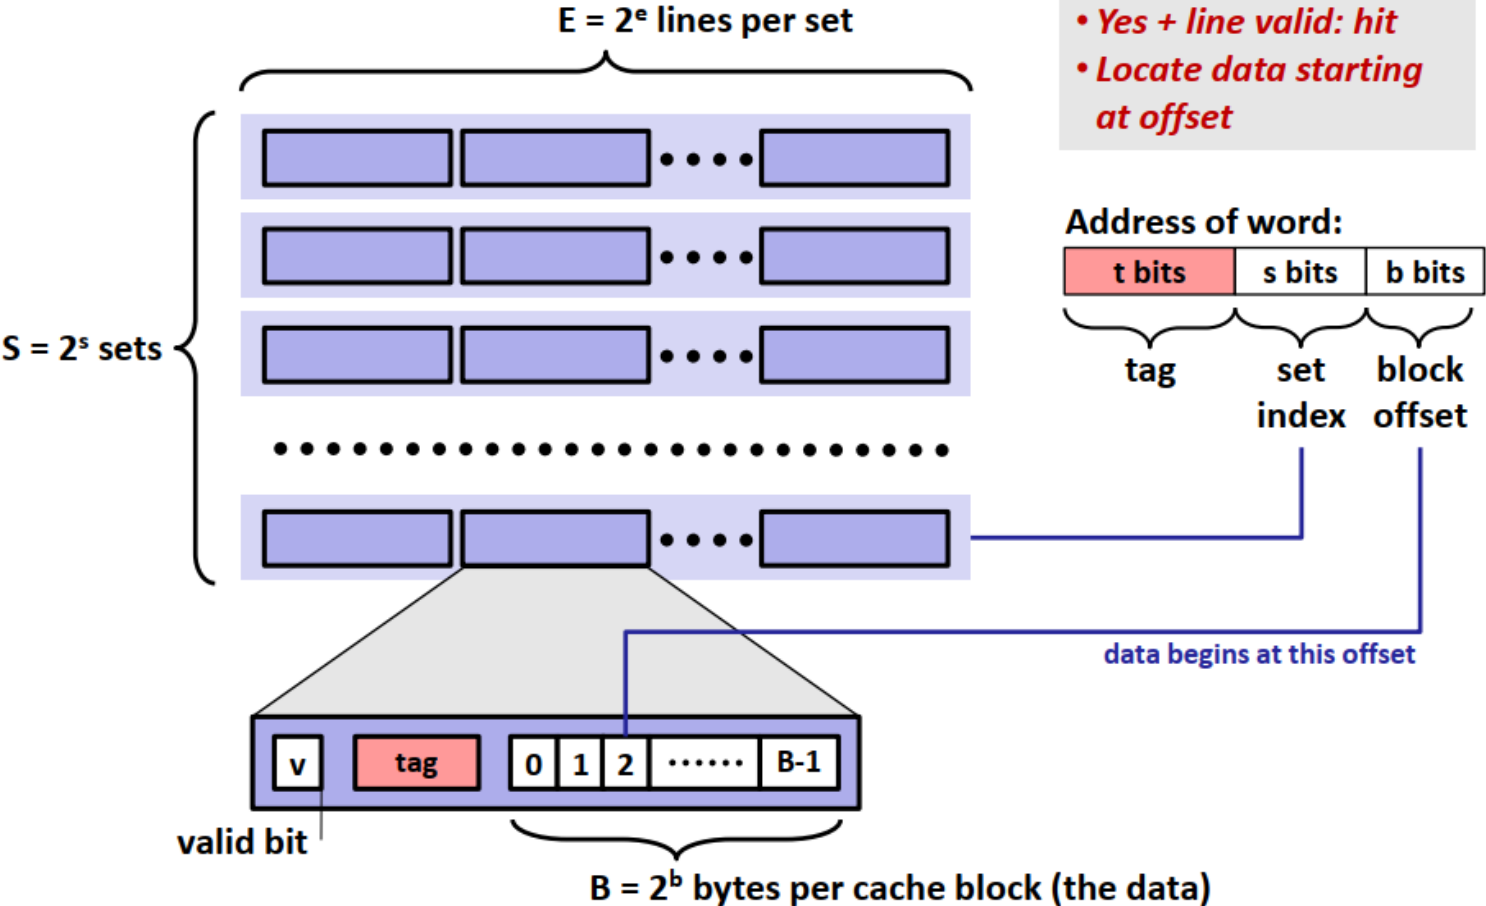 E = 2ᵉ lines per set
• Yes + line valid: hit
• Locate data starting
at offset
Address of word:
t bits s bits b bits
S = 2ˢ sets
tag set block
index offset
data begins at this offset
v tag 0 1 2 ...... B-1
valid bit
B = 2ᵇ bytes per cache block (the data)